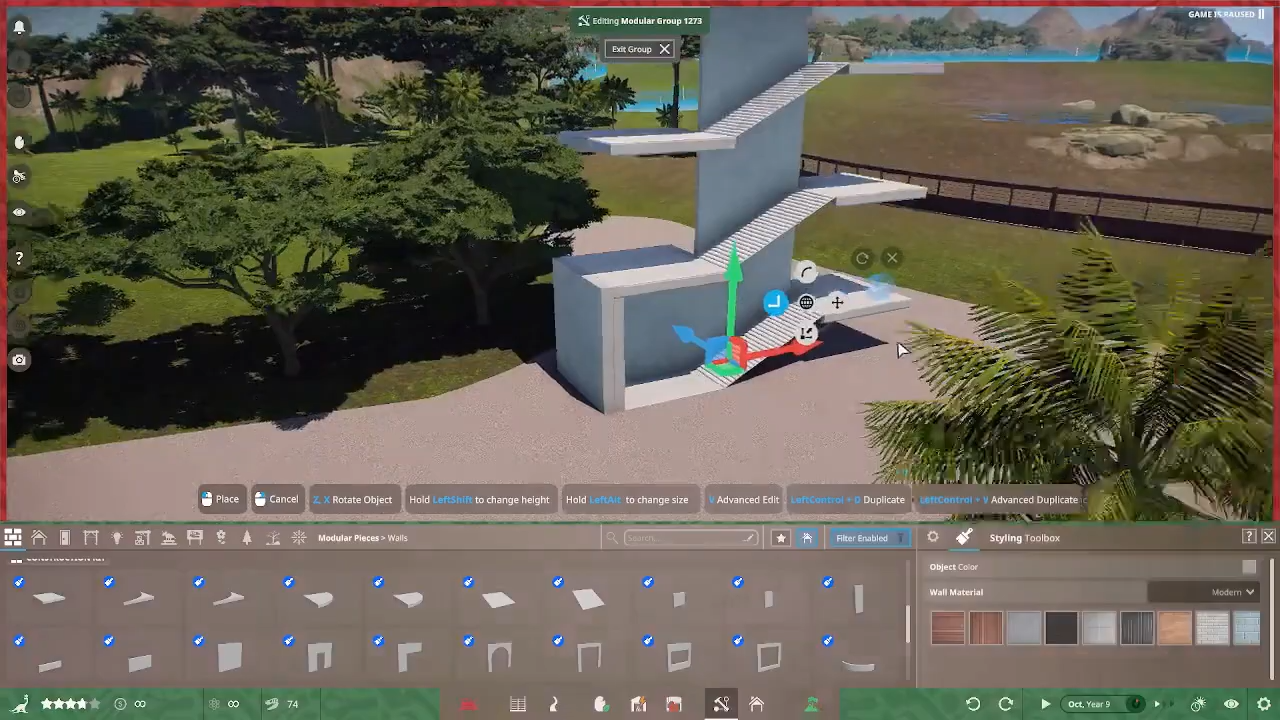 Editing Modular Group 1273
GAME IS PAUSED
Exit Group
Place
Cancel
Z, X Rotate Object
Hold LeftShift to change height
Hold LeftAlt to change size
V Advanced Edit
LeftControl + D Duplicate
LeftControl + V Advanced Duplicate
Modular Pieces > Walls
Search...
Filter Enabled
Styling Toolbox
Object Color
Wall Material
Modern
74
Oct, Year 9